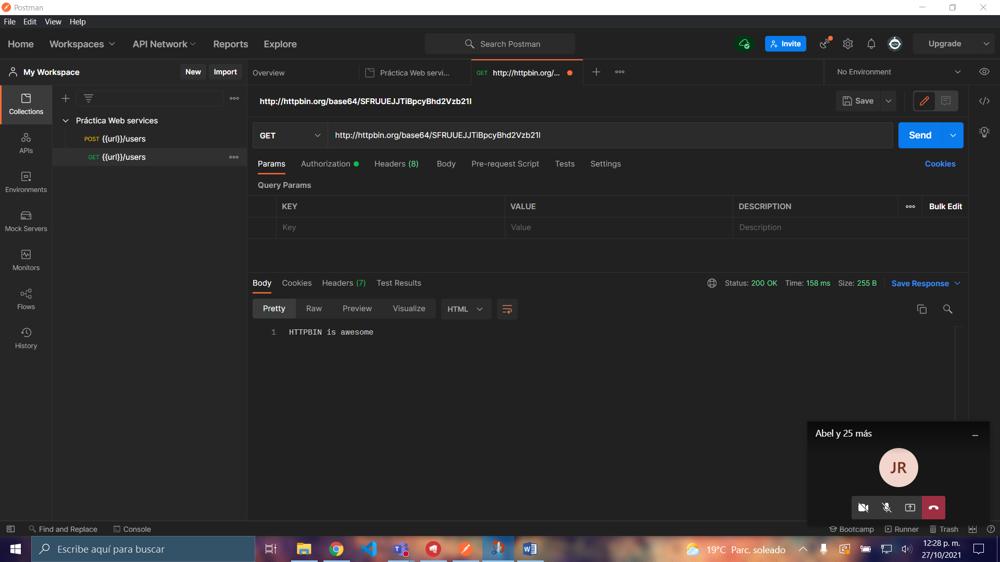 Postman
File Edit View Help
Home Workspaces API Network Reports Explore Search Postman Invite Upgrade
My Workspace New Import Overview Práctica Web servi... GET http://httpbin.org/... No Environment
Collections
APIs
Environments
Mock Servers
Monitors
Flows
History
Práctica Web services
POST {{url}}/users
GET {{url}}/users
http://httpbin.org/base64/SFRUUEJJTiBpcyBhd2Vzb21l Save
GET http://httpbin.org/base64/SFRUUEJJTiBpcyBhd2Vzb21l Send
Params Authorization Headers (8) Body Pre-request Script Tests Settings Cookies
Query Params
KEY VALUE DESCRIPTION Bulk Edit
Key Value Description
Body Cookies Headers (7) Test Results Status: 200 OK Time: 158 ms Size: 255 B Save Response
Pretty Raw Preview Visualize HTML
1 HTTPBIN is awesome
Abel y 25 más
JR
Find and Replace Console Bootcamp Runner Trash
Escribe aquí para buscar 19°C Parc. soleado 12:28 p. m.
27/10/2021